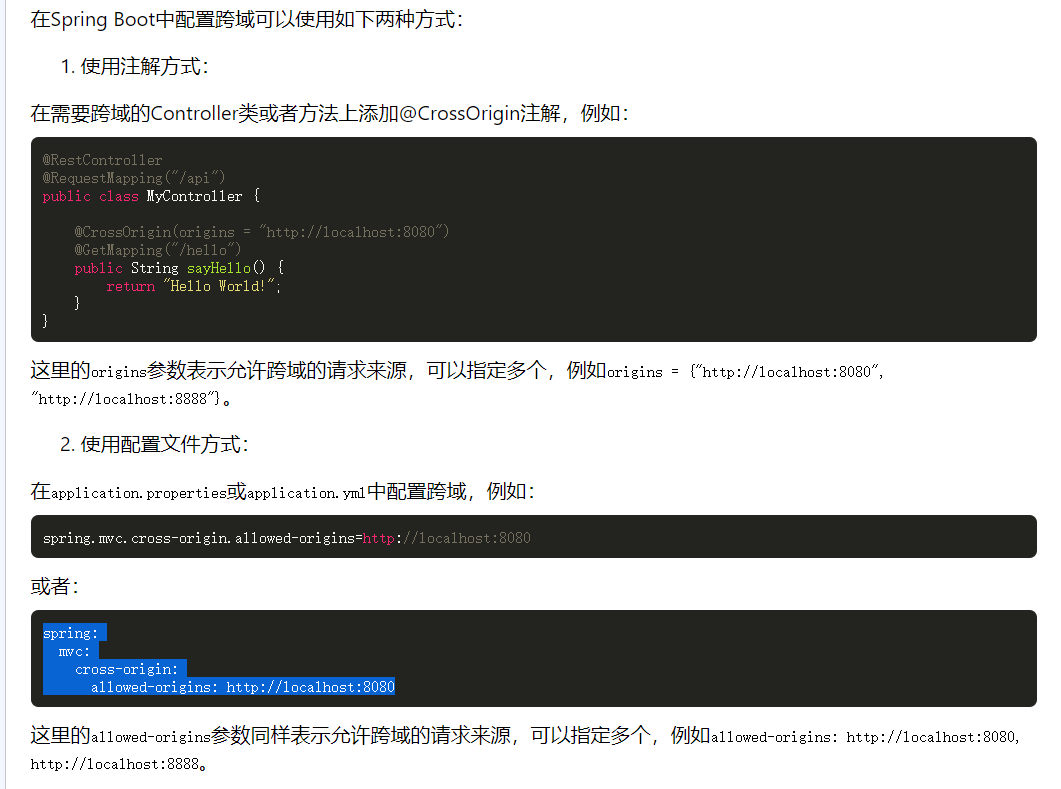 在Spring Boot中配置跨域可以使用如下两种方式：
1. 使用注解方式：
在需要跨域的Controller类或者方法上添加@CrossOrigin注解，例如：
@RestController
@RequestMapping("/api")
public class MyController {
@CrossOrigin(origins = "http://localhost:8080")
@GetMapping("/hello")
public String sayHello() {
return "Hello World!";
}
}
这里的origins参数表示允许跨域的请求来源，可以指定多个，例如origins = {"http://localhost:8080",
"http://localhost:8888"}。
2. 使用配置文件方式：
在application.properties或application.yml中配置跨域，例如：
spring.mvc.cross-origin.allowed-origins=http://localhost:8080
或者：
spring:
mvc:
cross-origin:
allowed-origins: http://localhost:8080
这里的allowed-origins参数同样表示允许跨域的请求来源，可以指定多个，例如allowed-origins: http://localhost:8080,
http://localhost:8888。